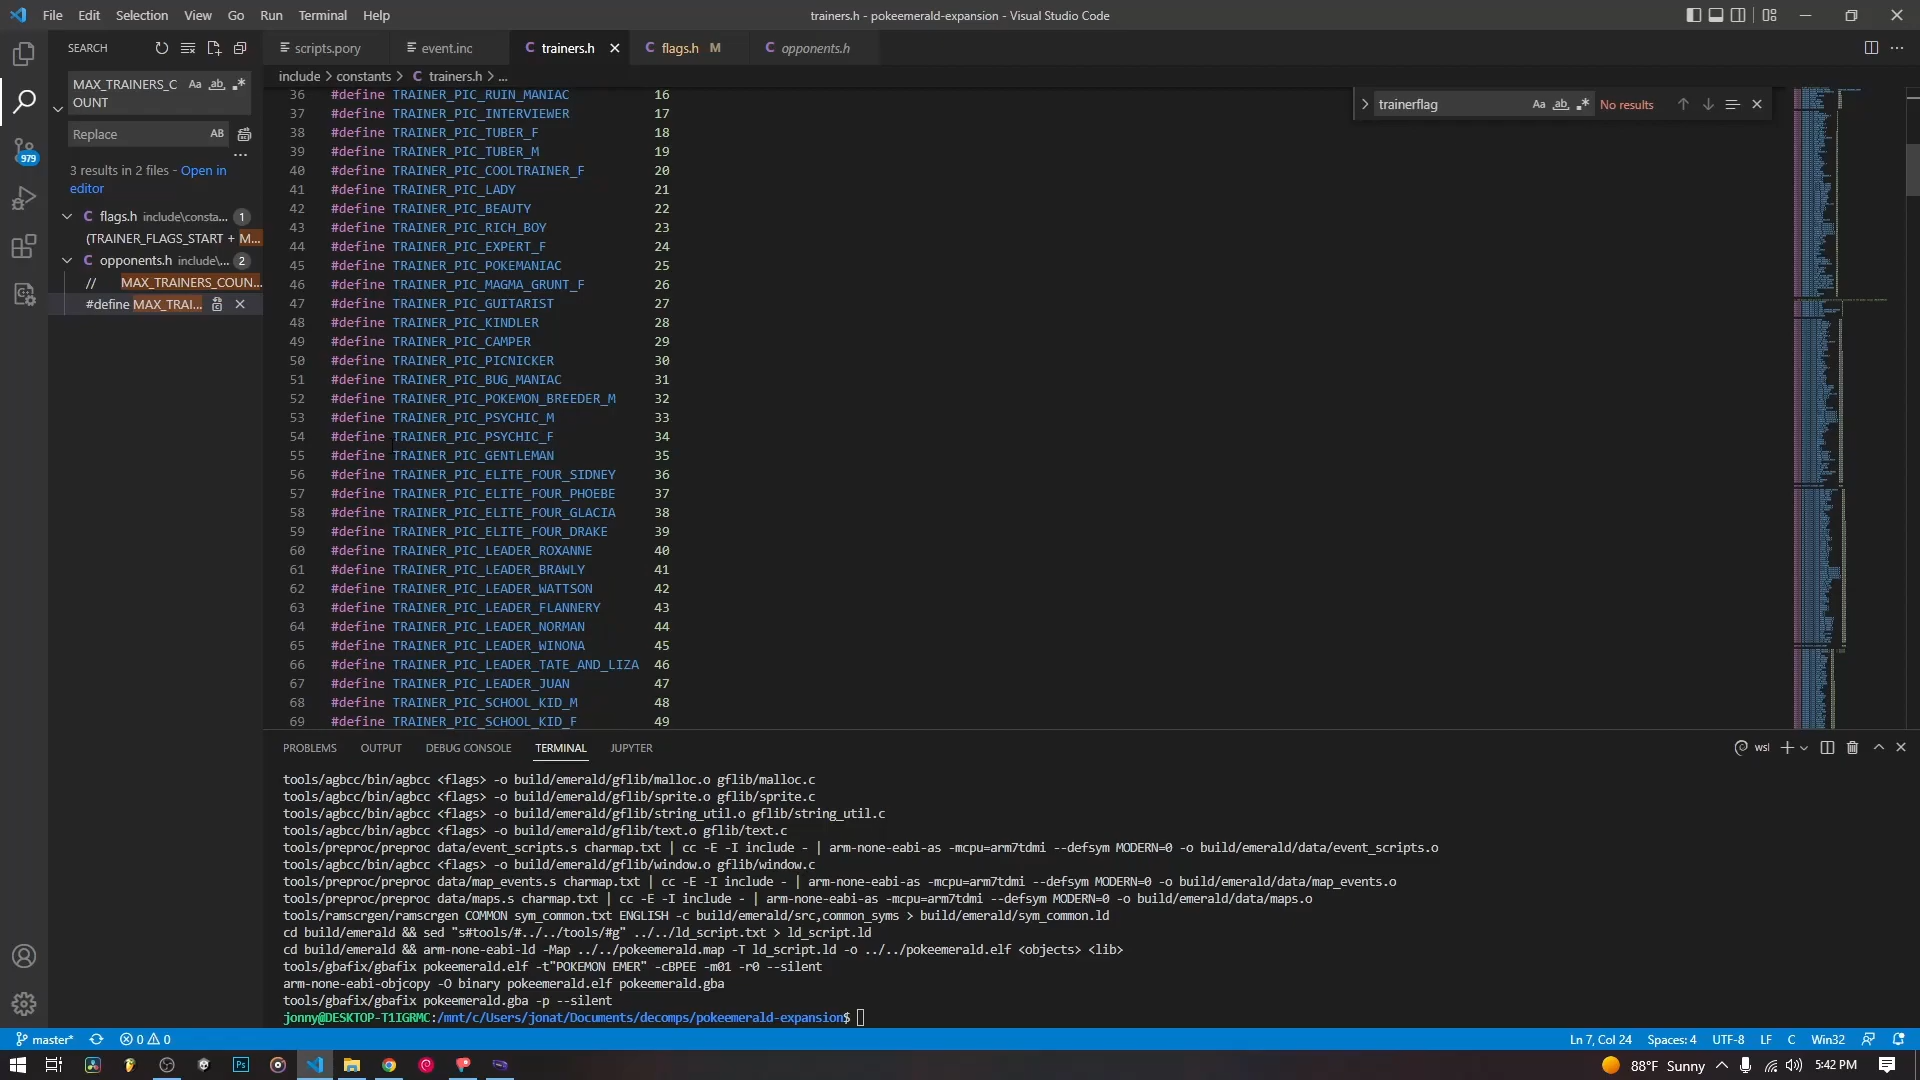 File Edit Selection View Go Run Terminal Help
trainers.h - pokeemerald-expansion - Visual Studio Code
SEARCH
scripts.pory
event.inc
C trainers.h
C flags.h M
C opponents.h
MAX_TRAINERS_C
OUNT
Aa ab
include > constants > C trainers.h > ...
Replace AB
trainerflag Aa ab No results
979
3 results in 2 files - Open in
editor
C flags.h include\consta... 1
(TRAINER_FLAGS_START + M...
C opponents.h include\... 2
// MAX_TRAINERS_COUN...
#define MAX_TRAI...
36 #define TRAINER_PIC_RUIN_MANIAC 16
37 #define TRAINER_PIC_INTERVIEWER 17
38 #define TRAINER_PIC_TUBER_F 18
39 #define TRAINER_PIC_TUBER_M 19
40 #define TRAINER_PIC_COOLTRAINER_F 20
41 #define TRAINER_PIC_LADY 21
42 #define TRAINER_PIC_BEAUTY 22
43 #define TRAINER_PIC_RICH_BOY 23
44 #define TRAINER_PIC_EXPERT_F 24
45 #define TRAINER_PIC_POKEMANIAC 25
46 #define TRAINER_PIC_MAGMA_GRUNT_F 26
47 #define TRAINER_PIC_GUITARIST 27
48 #define TRAINER_PIC_KINDLER 28
49 #define TRAINER_PIC_CAMPER 29
50 #define TRAINER_PIC_PICNICKER 30
51 #define TRAINER_PIC_BUG_MANIAC 31
52 #define TRAINER_PIC_POKEMON_BREEDER_M 32
53 #define TRAINER_PIC_PSYCHIC_M 33
54 #define TRAINER_PIC_PSYCHIC_F 34
55 #define TRAINER_PIC_GENTLEMAN 35
56 #define TRAINER_PIC_ELITE_FOUR_SIDNEY 36
57 #define TRAINER_PIC_ELITE_FOUR_PHOEBE 37
58 #define TRAINER_PIC_ELITE_FOUR_GLACIA 38
59 #define TRAINER_PIC_ELITE_FOUR_DRAKE 39
60 #define TRAINER_PIC_LEADER_ROXANNE 40
61 #define TRAINER_PIC_LEADER_BRAWLY 41
62 #define TRAINER_PIC_LEADER_WATTSON 42
63 #define TRAINER_PIC_LEADER_FLANNERY 43
64 #define TRAINER_PIC_LEADER_NORMAN 44
65 #define TRAINER_PIC_LEADER_WINONA 45
66 #define TRAINER_PIC_LEADER_TATE_AND_LIZA 46
67 #define TRAINER_PIC_LEADER_JUAN 47
68 #define TRAINER_PIC_SCHOOL_KID_M 48
69 #define TRAINER_PIC_SCHOOL_KID_F 49
PROBLEMS OUTPUT DEBUG CONSOLE TERMINAL JUPYTER
wsl
tools/agbcc/bin/agbcc <flags> -o build/emerald/gflib/malloc.o gflib/malloc.c
tools/agbcc/bin/agbcc <flags> -o build/emerald/gflib/sprite.o gflib/sprite.c
tools/agbcc/bin/agbcc <flags> -o build/emerald/gflib/string_util.o gflib/string_util.c
tools/agbcc/bin/agbcc <flags> -o build/emerald/gflib/text.o gflib/text.c
tools/preproc/preproc data/event_scripts.s charmap.txt | cc -E -I include - | arm-none-eabi-as -mcpu=arm7tdmi --defsym MODERN=0 -o build/emerald/data/event_scripts.o
tools/agbcc/bin/agbcc <flags> -o build/emerald/gflib/window.o gflib/window.c
tools/preproc/preproc data/map_events.s charmap.txt | cc -E -I include - | arm-none-eabi-as -mcpu=arm7tdmi --defsym MODERN=0 -o build/emerald/data/map_events.o
tools/preproc/preproc data/maps.s charmap.txt | cc -E -I include - | arm-none-eabi-as -mcpu=arm7tdmi --defsym MODERN=0 -o build/emerald/data/maps.o
tools/ramscrgen/ramscrgen COMMON sym_common.txt ENGLISH -c build/emerald/src,common_syms > build/emerald/sym_common.ld
cd build/emerald && sed "s#tools/#../../tools/#g" ../../ld_script.txt > ld_script.ld
cd build/emerald && arm-none-eabi-ld -Map ../../pokeemerald.map -T ld_script.ld -o ../../pokeemerald.elf <objects> <lib>
tools/gbafix/gbafix pokeemerald.elf -t"POKEMON EMER" -cBPEE -m01 -r0 --silent
arm-none-eabi-objcopy -O binary pokeemerald.elf pokeemerald.gba
tools/gbafix/gbafix pokeemerald.gba -p --silent
jonny@DESKTOP-T1IGRMC:/mnt/c/Users/jonat/Documents/decomps/pokeemerald-expansion$
master* 0 0
Ln 7, Col 24 Spaces: 4 UTF-8 LF C Win32
Ps
88°F Sunny 5:42 PM